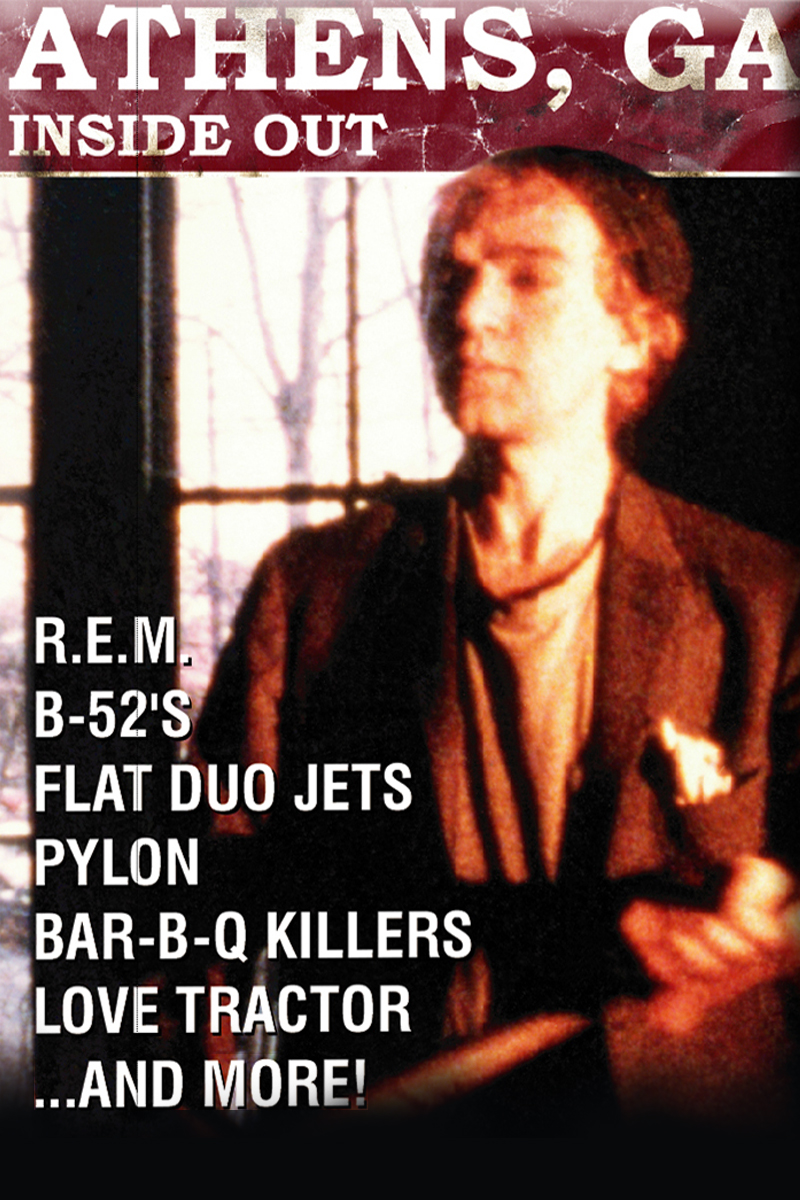 ATHENS, GA
INSIDE OUT
R.E.M.
B-52'S
FLAT DUO JETS
PYLON
BAR-B-Q KILLERS
LOVE TRACTOR
...AND MORE!